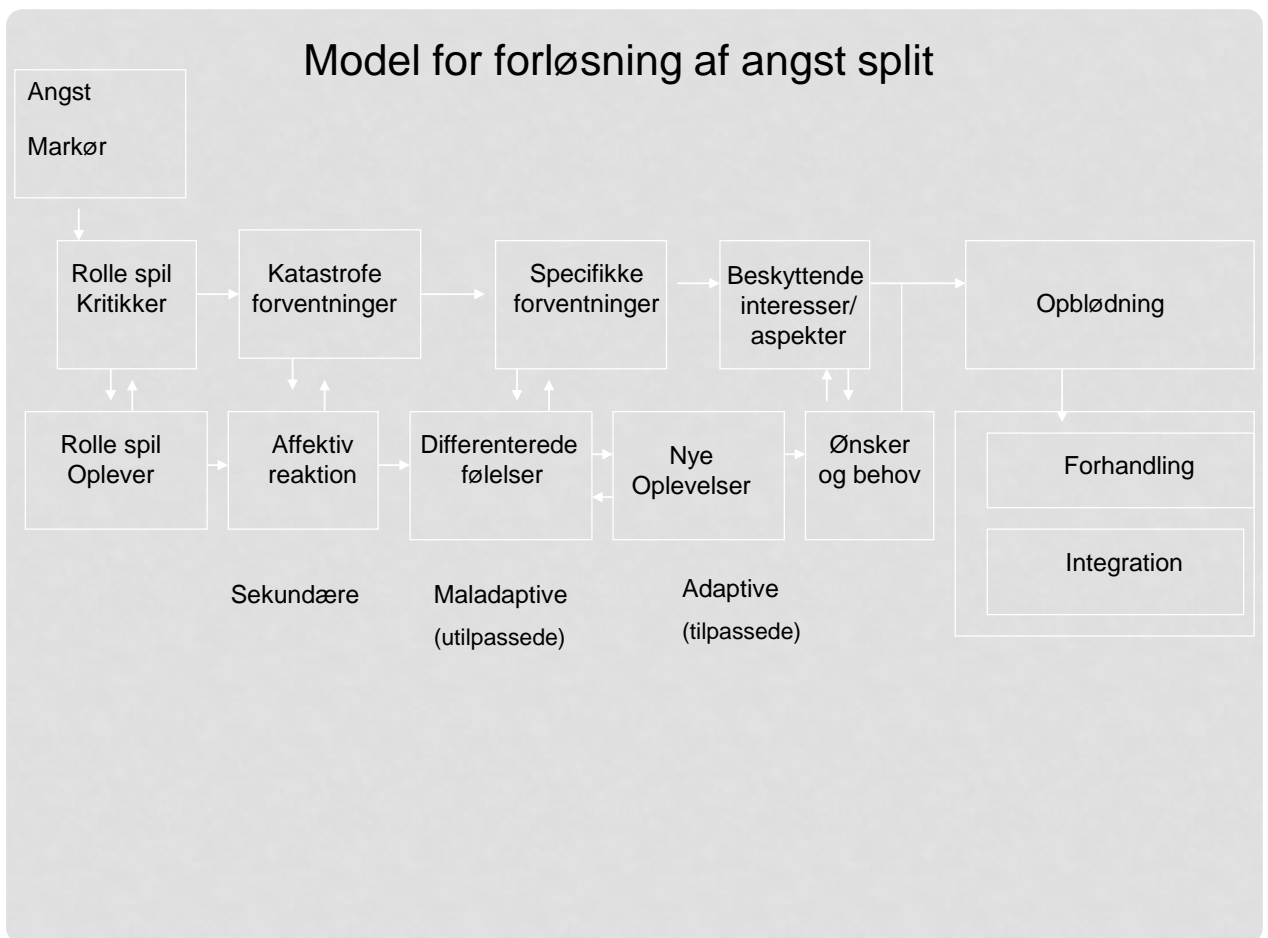 Model for forløsning af angst split
Angst
Markør
Rolle spil
Kritikker
Katastrofe
forventninger
Specifikke
forventninger
Beskyttende
interesser/
aspekter
Opblødning
Rolle spil
Oplever
Affektiv
reaktion
Differenterede
følelser
Nye
Oplevelser
Ønsker
og behov
Forhandling
Integration
Sekundære
Maladaptive
(utilpassede)
Adaptive
(tilpassede)